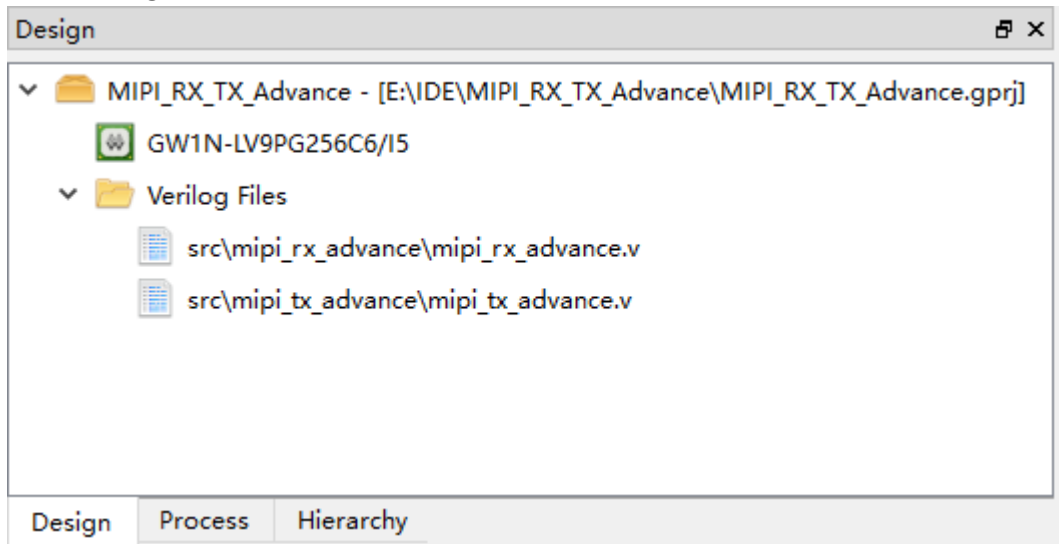 Design
MIPI_RX_TX_Advance - [E:\IDE\MIPI_RX_TX_Advance\MIPI_RX_TX_Advance.gprj]
GW1N-LV9PG256C6/I5
Verilog Files
src\mipi_rx_advance\mipi_rx_advance.v
src\mipi_tx_advance\mipi_tx_advance.v
Design Process Hierarchy